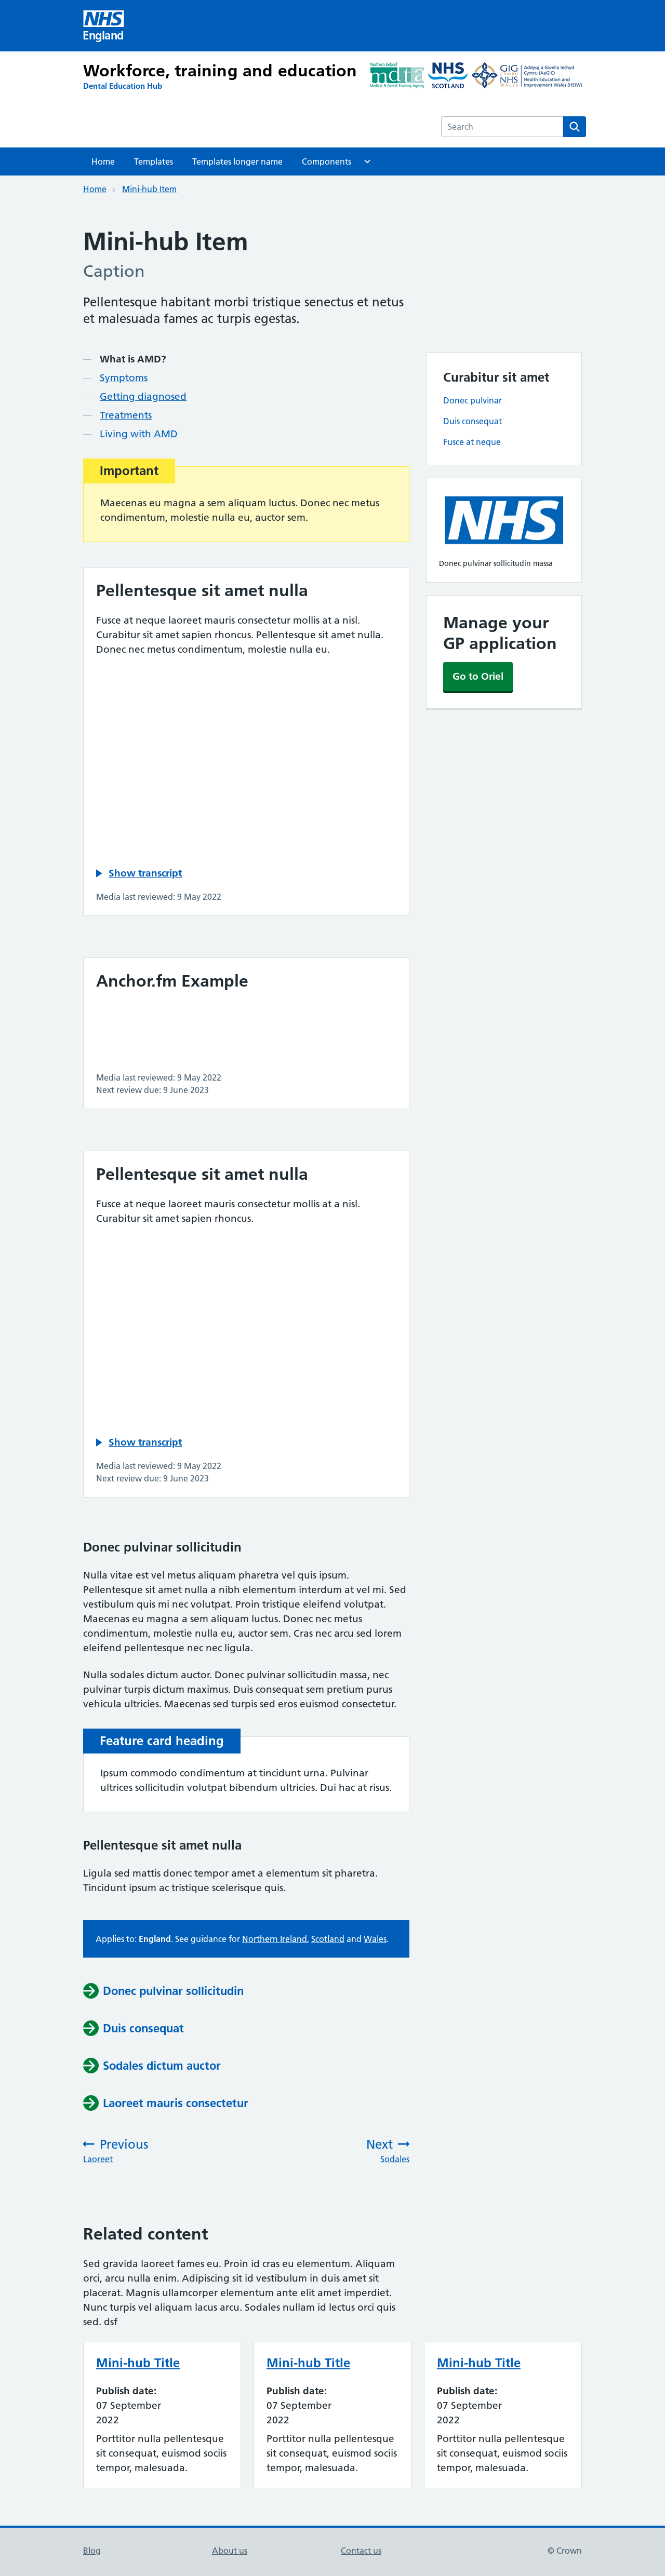 NHS
England
Workforce, training and education
Dental Education Hub
Northern Ireland
mdta
Medical & Dental Training Agency
NHS
SCOTLAND
GIG
CYMRU
NHS
WALES
Addysg a Gwella Iechyd
Cymru (AaGIC)
Health Education and
Improvement Wales (HEIW)
Search
Home Templates Templates longer name Components
Home > Mini-hub Item
Mini-hub Item
Caption
Pellentesque habitant morbi tristique senectus et netus
et malesuada fames ac turpis egestas.
— What is AMD?
— Symptoms
— Getting diagnosed
— Treatments
— Living with AMD
Important
Maecenas eu magna a sem aliquam luctus. Donec nec metus
condimentum, molestie nulla eu, auctor sem.
Pellentesque sit amet nulla
Fusce at neque laoreet mauris consectetur mollis at a nisl.
Curabitur sit amet sapien rhoncus. Pellentesque sit amet nulla.
Donec nec metus condimentum, molestie nulla eu.
Show transcript
Media last reviewed: 9 May 2022
Anchor.fm Example
Media last reviewed: 9 May 2022
Next review due: 9 June 2023
Pellentesque sit amet nulla
Fusce at neque laoreet mauris consectetur mollis at a nisl.
Curabitur sit amet sapien rhoncus.
Show transcript
Media last reviewed: 9 May 2022
Next review due: 9 June 2023
Donec pulvinar sollicitudin
Nulla vitae est vel metus aliquam pharetra vel quis ipsum.
Pellentesque sit amet nulla a nibh elementum interdum at vel mi. Sed
vestibulum quis mi nec volutpat. Proin tristique eleifend volutpat.
Maecenas eu magna a sem aliquam luctus. Donec nec metus
condimentum, molestie nulla eu, auctor sem. Cras nec arcu sed lorem
eleifend pellentesque nec nec ligula.
Nulla sodales dictum auctor. Donec pulvinar sollicitudin massa, nec
pulvinar turpis dictum maximus. Duis consequat sem pretium purus
vehicula ultricies. Maecenas sed turpis sed eros euismod consectetur.
Feature card heading
Ipsum commodo condimentum at tincidunt urna. Pulvinar
ultrices sollicitudin volutpat bibendum ultricies. Dui hac at risus.
Pellentesque sit amet nulla
Ligula sed mattis donec tempor amet a elementum sit pharetra.
Tincidunt ipsum ac tristique scelerisque quis.
Applies to: England. See guidance for Northern Ireland, Scotland and Wales.
Donec pulvinar sollicitudin
Duis consequat
Sodales dictum auctor
Laoreet mauris consectetur
Previous
Laoreet
Next
Sodales
Curabitur sit amet
Donec pulvinar
Duis consequat
Fusce at neque
NHS
Donec pulvinar sollicitudin massa
Manage your
GP application
Go to Oriel
Related content
Sed gravida laoreet fames eu. Proin id cras eu elementum. Aliquam
orci, arcu nulla enim. Adipiscing sit id vestibulum in duis amet sit
placerat. Magnis ullamcorper elementum ante elit amet imperdiet.
Nunc turpis vel aliquam lacus arcu. Sodales nullam id lectus orci quis
sed. dsf
Mini-hub Title
Publish date:
07 September
2022
Porttitor nulla pellentesque
sit consequat, euismod sociis
tempor, malesuada.
Mini-hub Title
Publish date:
07 September
2022
Porttitor nulla pellentesque
sit consequat, euismod sociis
tempor, malesuada.
Mini-hub Title
Publish date:
07 September
2022
Porttitor nulla pellentesque
sit consequat, euismod sociis
tempor, malesuada.
Blog About us Contact us © Crown